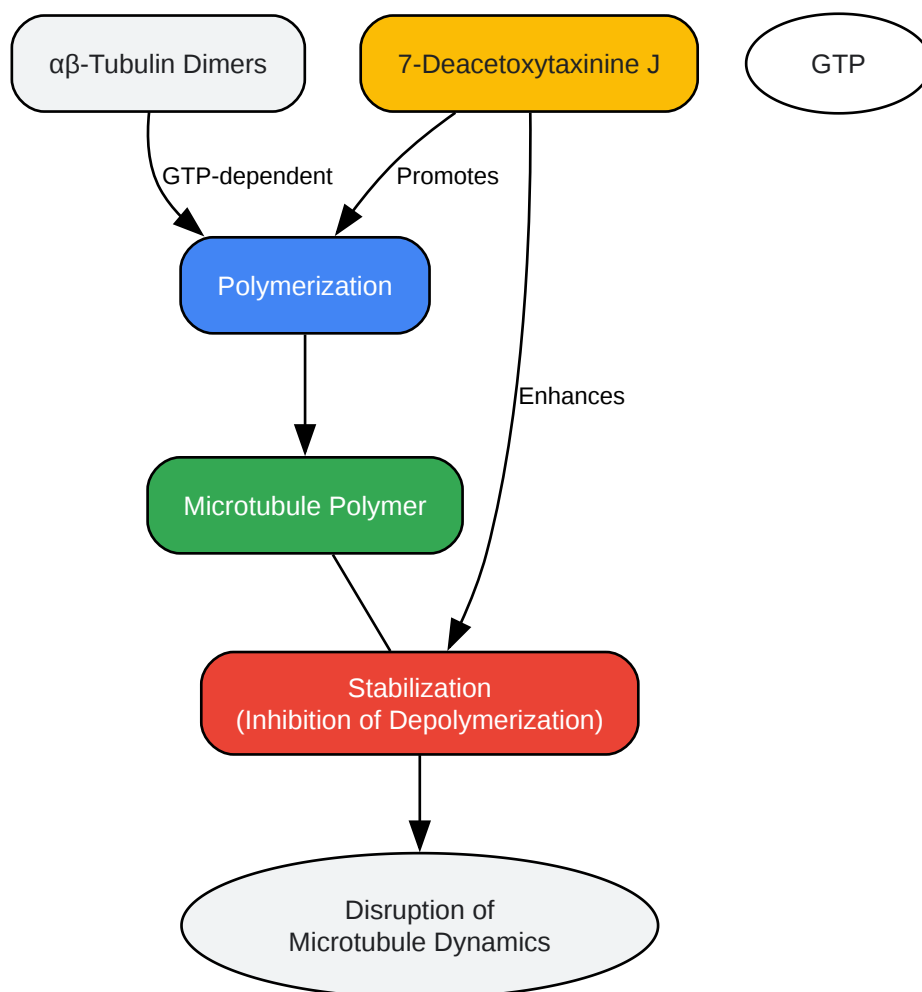 αβ-Tubulin Dimers
7-Deacetoxytaxinine J
GTP
GTP-dependent
Promotes
Polymerization
Enhances
Microtubule Polymer
Stabilization
(Inhibition of Depolymerization)
Disruption of
Microtubule Dynamics